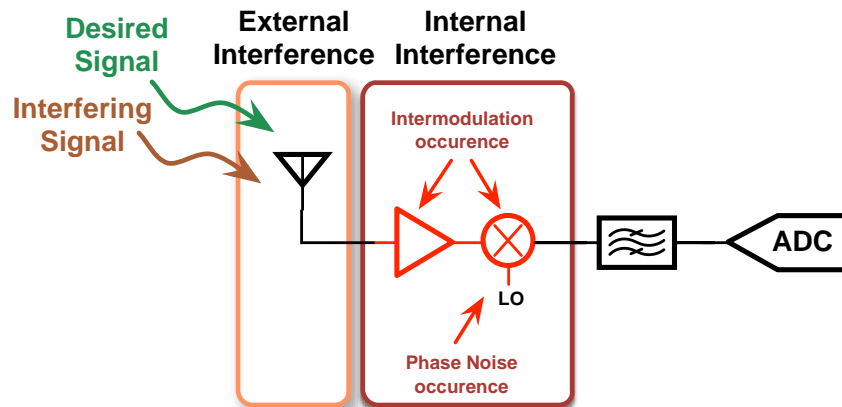 Desired
Signal
Interfering
Signal
External
Interference
Internal
Interference
Intermodulation
occurence
LO
Phase Noise
occurence
ADC